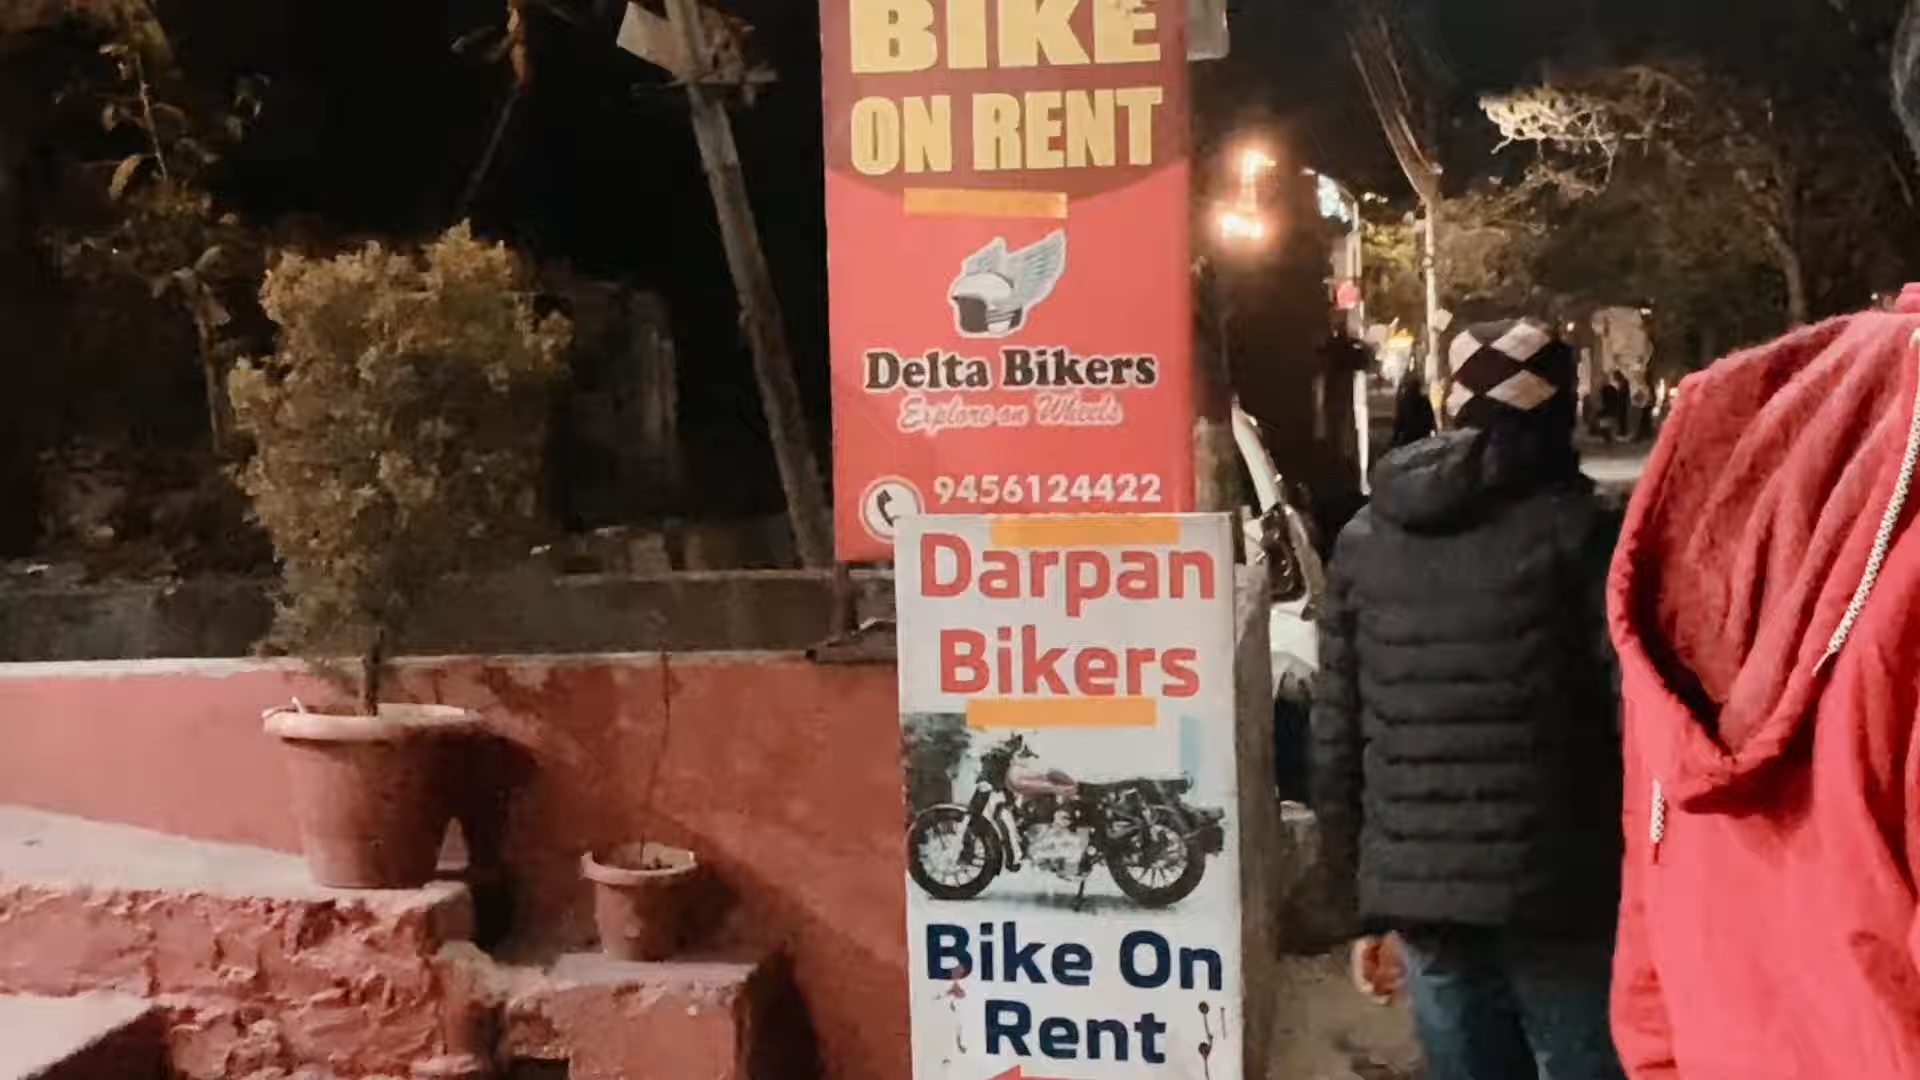 BIKE
ON RENT
Delta Bikers
Explore on Wheels
9456124422
Darpan
Bikers
Bike On
Rent